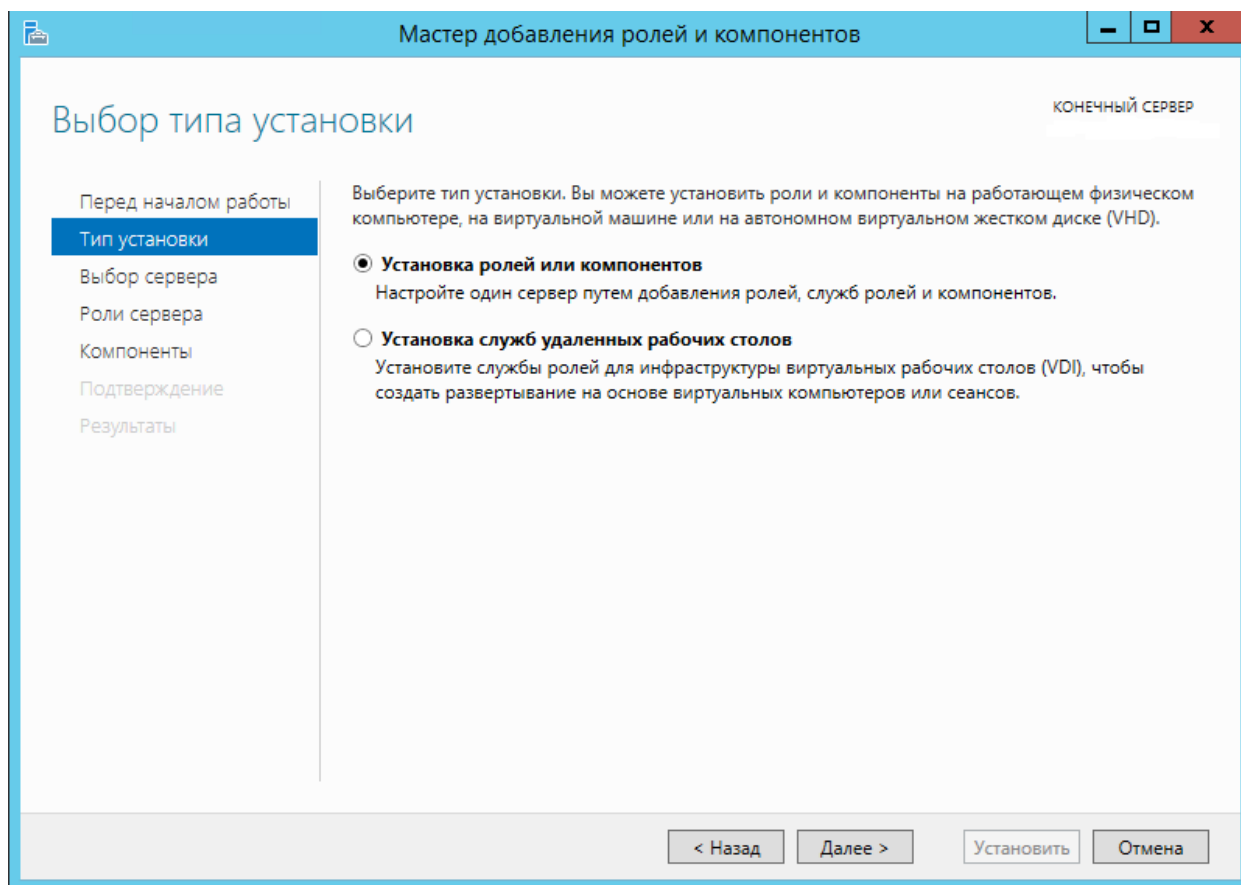 Мастер добавления ролей и компонентов
Выбор типа установки
КОНЕЧНЫЙ СЕРВЕР
Перед началом работы
Тип установки
Выбор сервера
Роли сервера
Компоненты
Подтверждение
Результаты
Выберите тип установки. Вы можете установить роли и компоненты на работающем физическом
компьютере, на виртуальной машине или на автономном виртуальном жестком диске (VHD).
Установка ролей или компонентов
Настройте один сервер путем добавления ролей, служб ролей и компонентов.
Установка служб удаленных рабочих столов
Установите службы ролей для инфраструктуры виртуальных рабочих столов (VDI), чтобы
создать развертывание на основе виртуальных компьютеров или сеансов.
< Назад
Далее >
Установить
Отмена